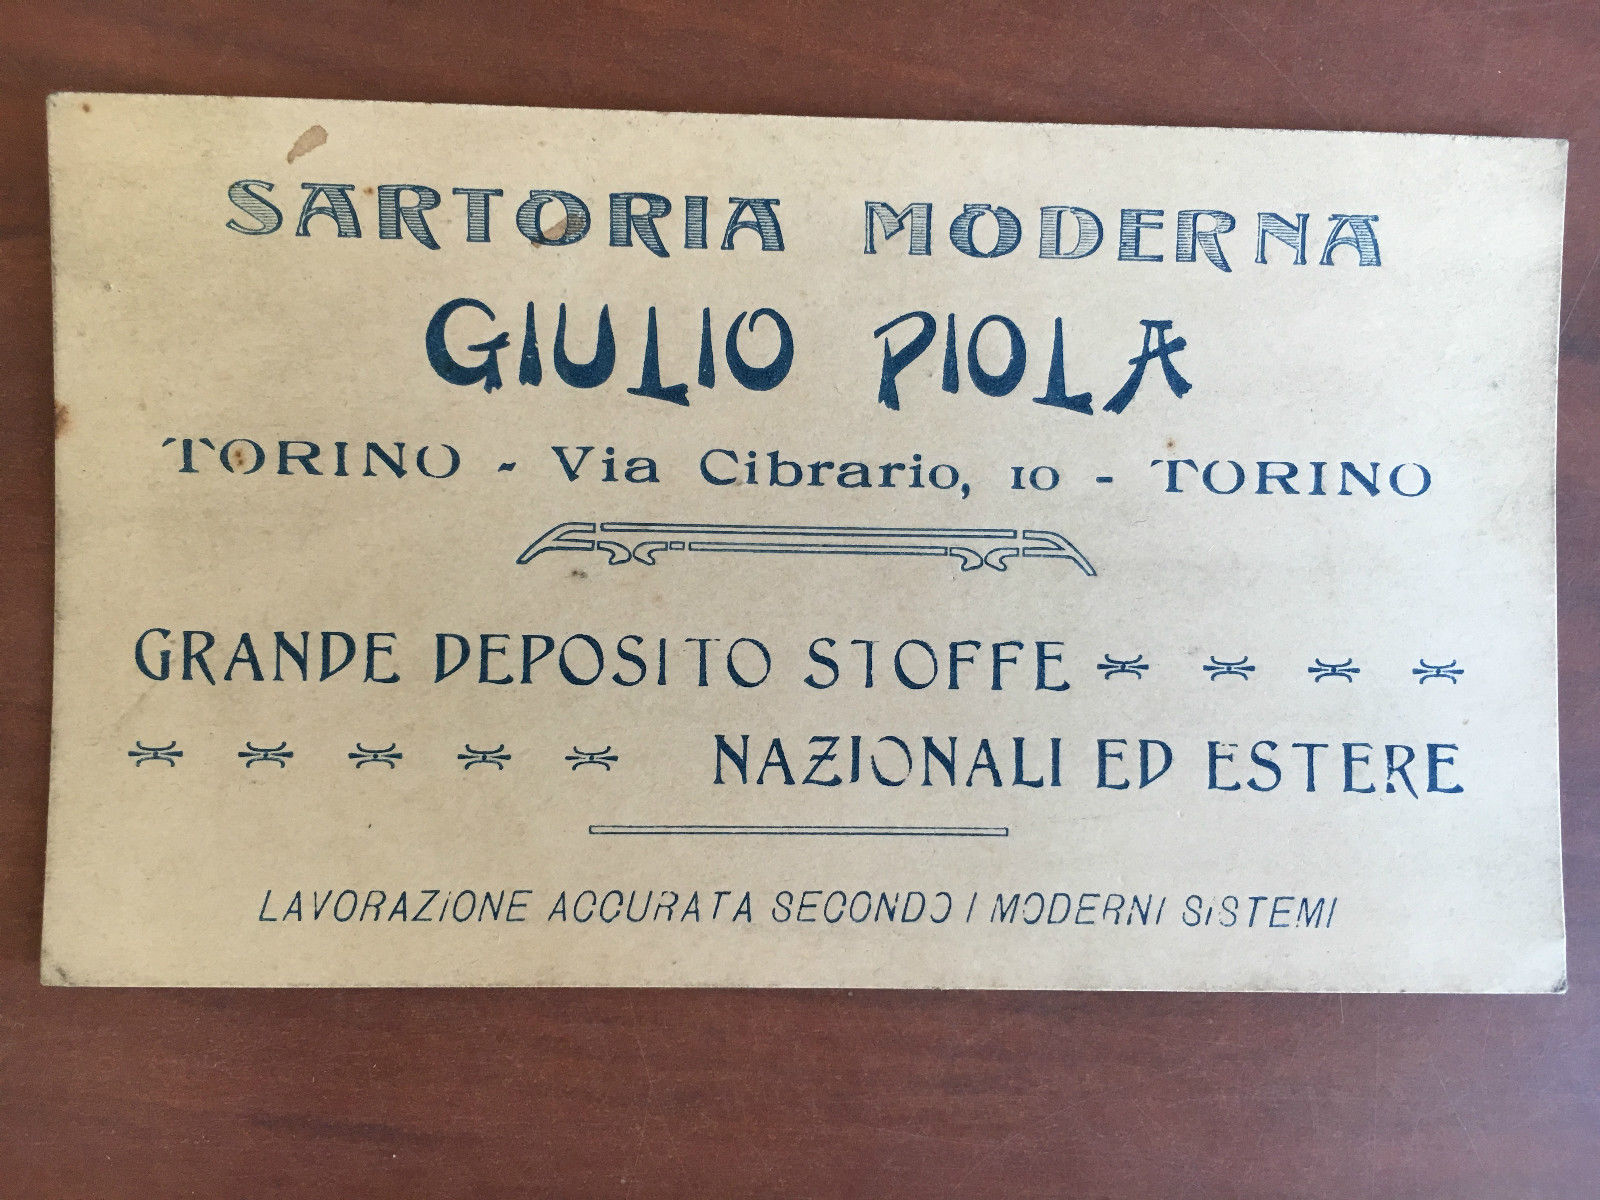 SARTORIA MODERNA
GIULIO PIOLA
TORINO - Via Cibrario, 10 - TORINO
GRANDE DEPOSITO STOFFE
NAZIONALI ED ESTERE
LAVORAZIONE ACCURATA SECONDO I MODERNI SISTEMI